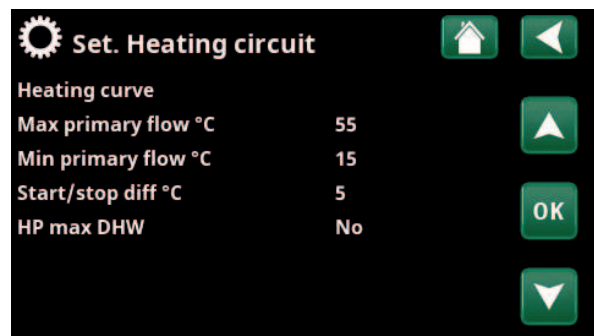 Set. Heating circuit
Heating curve
Max primary flow °C 55
Min primary flow °C 15
Start/stop diff °C 5
HP max DHW No
OK